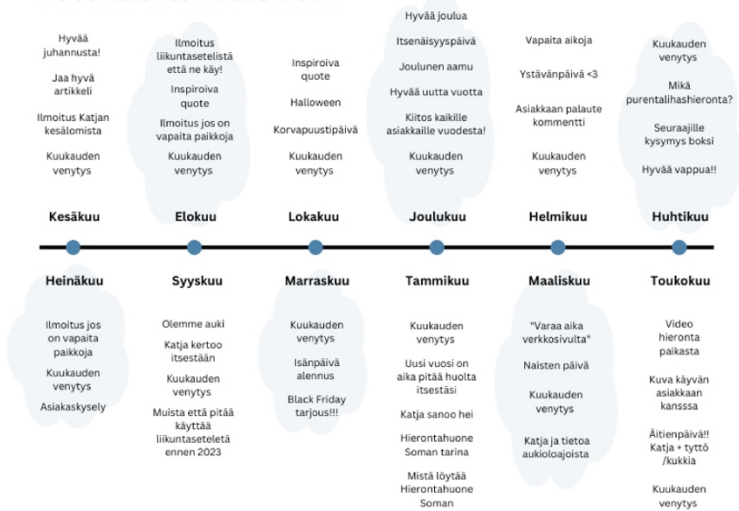 Hyvää
juhannusta!
Jaa hyvä
artikkeli
Ilmoitus Katjan
kesälomista
Kuukauden
venytys
Kesäkuu
Ilmoitus
liikuntasetelistä
että ne käy!
Inspiroiva
quote
Ilmoitus jos on
vapaita paikkoja
Kuukauden
venytys
Elokuu
Inspiroiva
quote
Halloween
Korvapuustipäivä
Kuukauden
venytys
Lokakuu
Hyvää joulua
Itsenäisyyspäivä
Joulunen aamu
Hyvää uutta vuotta
Kiitos kaikille
asiakkaille vuodesta!
Kuukauden
venytys
Joulukuu
Vapaita aikoja
Ystävänpäivä <3
Asiakkaan palaute
kommentti
Kuukauden
venytys
Helmikuu
Kuukauden
venytys
Mikä
purentalihashieronta?
Seuraajille
kysymys boksi
Hyvää vappua!!
Huhtikuu
Heinäkuu
Ilmoitus jos
on vapaita
paikkoja
Kuukauden
venytys
Asiakaskysely
Syyskuu
Olemme auki
Katja kertoo
itsestään
Kuukauden
venytys
Muista että pitää
käyttää
liikuntaseteletä
ennen 2023
Marraskuu
Kuukauden
venytys
Isänpäivä
alennus
Black Friday
tarjous!!!
Tammikuu
Kuukauden
venytys
Uusi vuosi on
aika pitää huolta
itsestäsi
Katja sanoo hei
Hierontahuone
Soman tarina
Mistä löytää
Hierontahuone
Soman
Maaliskuu
"Varaa aika
verkkosivulta"
Naisten päivä
Kuukauden
venytys
Katja ja tietoa
aukioloajoista
Toukokuu
Video
hieronta
paikasta
Kuva käyvän
asiakkaan
kansssa
Äitienpäivä!!
Katja + tyttö
/kukkia
Kuukauden
venytys